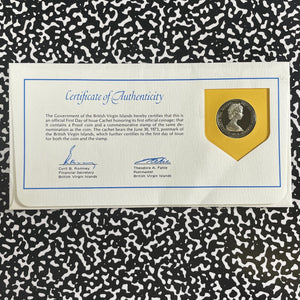 Certificate of Authenticity
The Government of the British Virgin Islands hereby certifies that this is
an official First Day of Issue Cachet honoring its first official coinage; that
it contains a Proof coin and a commemorative stamp of the same de-
nomination as the coin. The cachet bears the June 30, 1973, postmark of
the British Virgin Islands, which further certifies to the first day of issue
for both the coin and the stamp.
Cyril B. Romney
Financial Secretary
British Virgin Islands
Theodore A. Fahie
Postmaster
British Virgin Islands